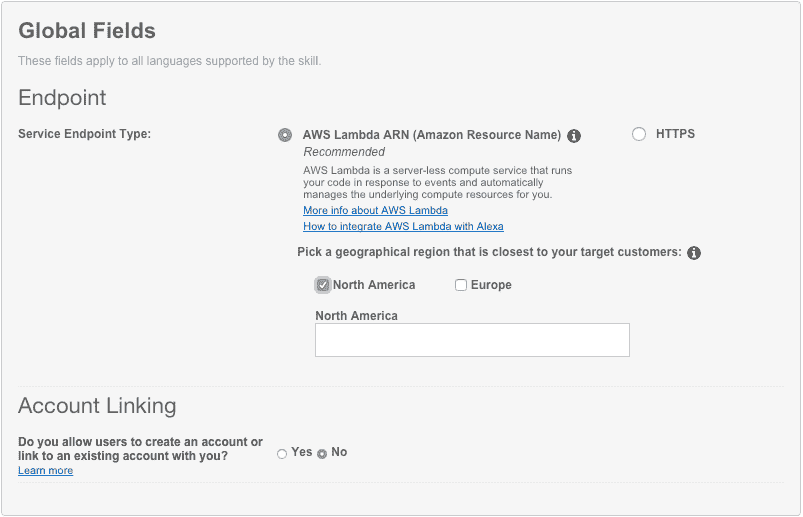 Global Fields
These fields apply to all languages supported by the skill.
Endpoint
Service Endpoint Type:
AWS Lambda ARN (Amazon Resource Name)
HTTPS
Recommended
AWS Lambda is a server-less compute service that runs
your code in response to events and automatically
manages the underlying compute resources for you.
More info about AWS Lambda
How to integrate AWS Lambda with Alexa
Pick a geographical region that is closest to your target customers:
North America
Europe
North America
Account Linking
Do you allow users to create an account or
link to an existing account with you?
Yes
No
Learn more